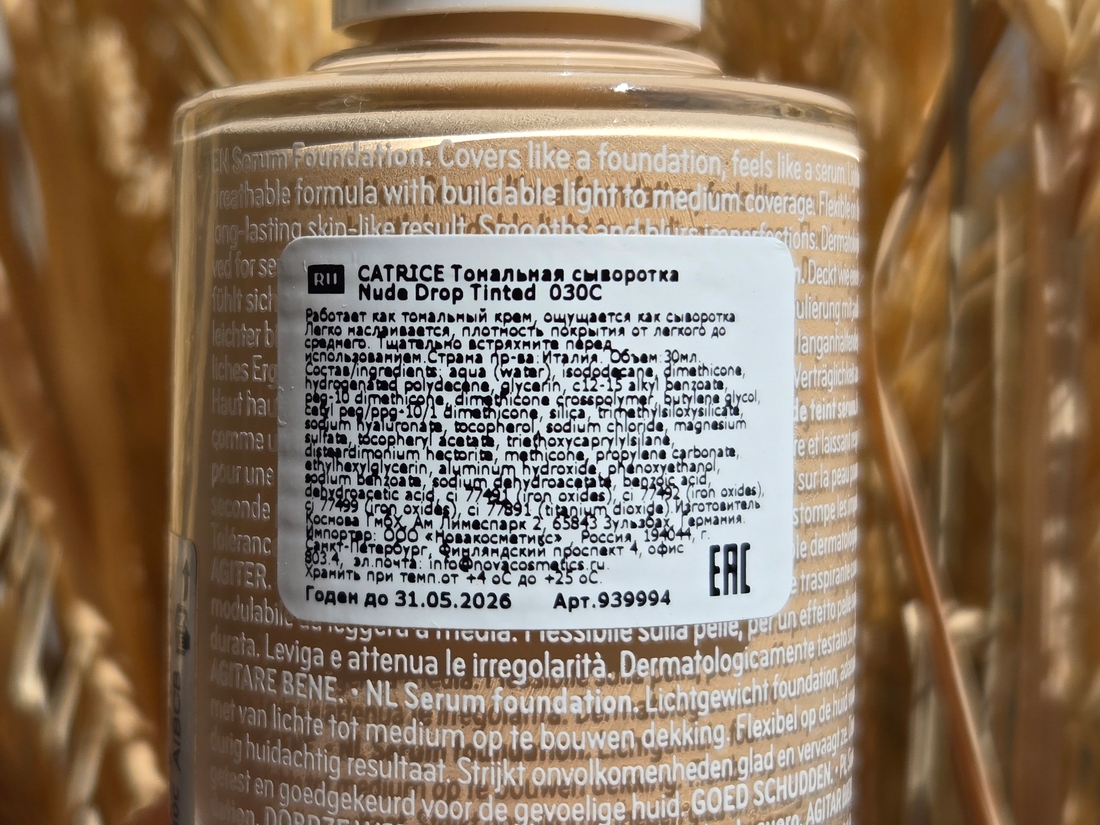 EN Serum Foundation. Covers like a foundation, feels like a serum.
breathable formula with buildable light to medium coverage. Flexible
long-lasting skin-like result. Smooths and blurs imperfections.
RU
CATRICE Тональная сыворотка
Nude Drop Tinted 030C
Работает как томальный крем, ощущается как сыворотка
Легко наслаивается, плотность покрытия от легкого до
среднего. Тщательно встряхните перед
использованием.Страна пр-ва:Италия. Объем:30мл.
Состав/ingredients: aqua (water), isododecane, dimethicone,
hydrogenated polydecene, glycerin, c12-15 alkyl benzoate,
peg-10 dimethicone, dimethicone crosspolymer, butylene glycol,
cetyl peg/ppg-10/1 dimethicone, silica, trimethylsiloxysilicate,
sodium hyaluronate, tocopherol, sodium chloride, magnesium
sulfate, tocopheryl acetate, triethoxycaprylylsilane,
disteardimonium hectorite, methicone, propylene carbonate,
ethylhexylglycerin, aluminum hydroxide, phenoxyethanol,
sodium benzoate, sodium dehydroacetate, benzoic acid,
dehydroacetic acid, ci 77491 (iron oxides), ci 77492 (iron oxides),
ci 77499 (iron oxides), ci 77891 (titanium dioxide).Изготовитель
Коснова ГмбХ, Ам Лимеспарк 2, 65843 Зульзбах, Германия.
Импортер: ООО «Новакосметикс», Россия, 194044, г.
Санкт-Петербург, Финляндский проспект 4, офис
803.4, эл.почта: info@novacosmetics.ru.
Хранить при темп.от +4 оС до +25 оС.
Годен до 31.05.2026 Арт.939994
EAC
AGITER.
modulabile da leggera a media. Flessibile sulla pelle, per un effetto pelle
durata. Leviga e attenua le irregolarità. Dermatologicamente testato
AGITARE BENE. · NL Serum foundation. Lichtgewicht foundation,
met van lichte tot medium op te bouwen dekking. Flexibel op de huid
durig huidachtig resultaat. Strijkt onvolkomenheden glad en vervaagt
getest en goedgekeurd voor de gevoelige huid. GOED SCHUDDEN.